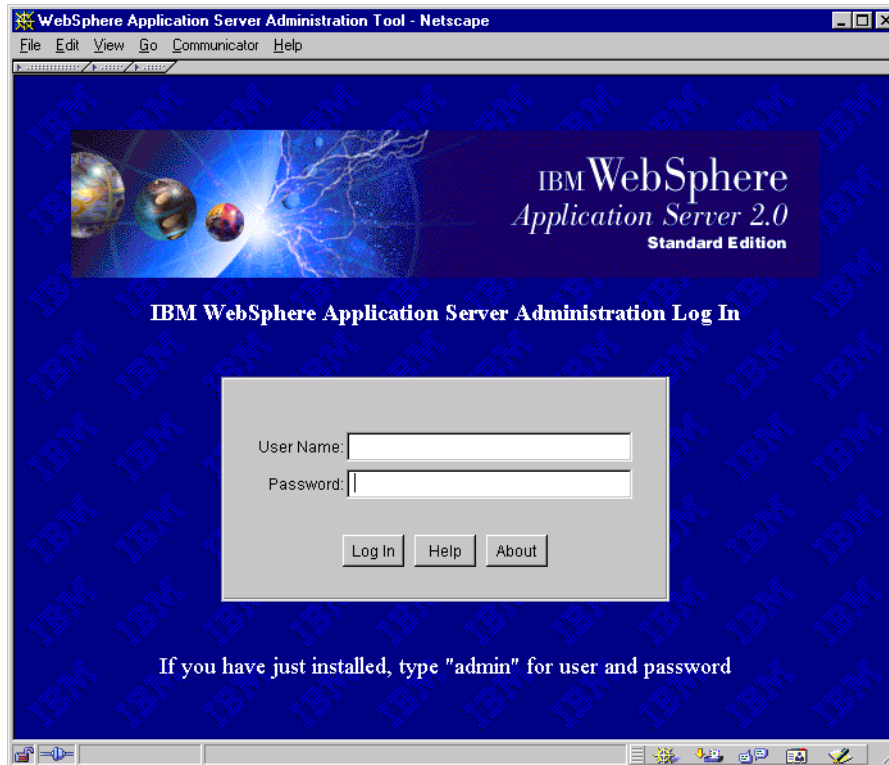 WebSphere Application Server Administration Tool - Netscape
File Edit View Go Communicator Help
IBM WebSphere
Application Server 2.0
Standard Edition
IBM WebSphere Application Server Administration Log In
User Name:
Password:
Log In Help About
If you have just installed, type "admin" for user and password